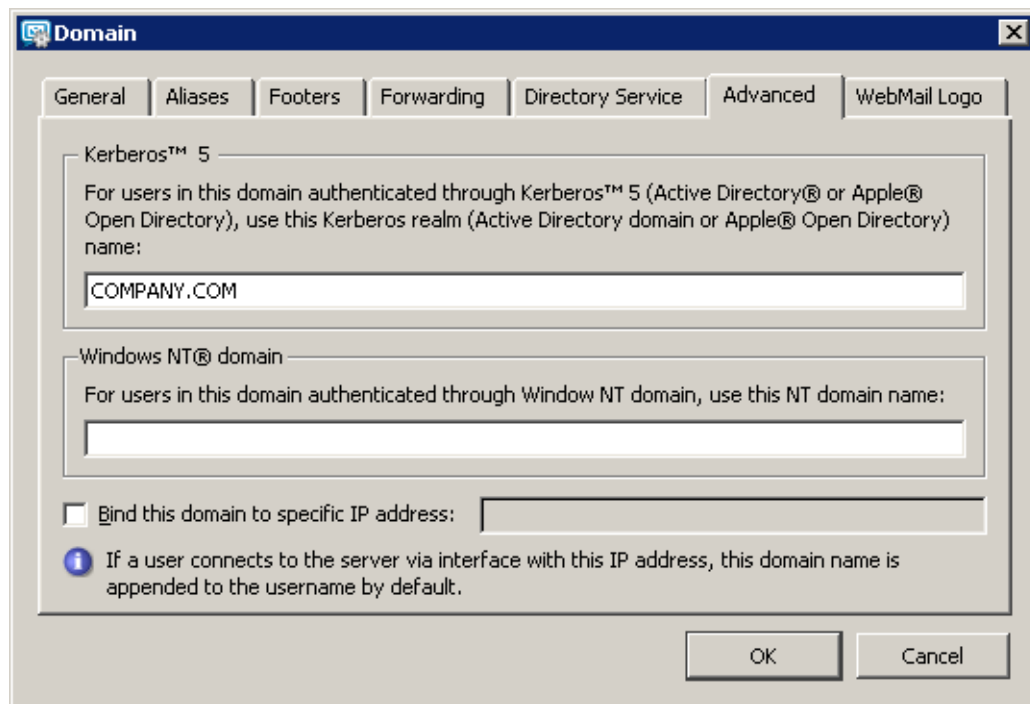 Domain
General
Aliases
Footers
Forwarding
Directory Service
Advanced
WebMail Logo
Kerberos™ 5
For users in this domain authenticated through Kerberos™ 5 (Active Directory® or Apple®
Open Directory), use this Kerberos realm (Active Directory domain or Apple® Open Directory)
name:
COMPANY.COM
Windows NT® domain
For users in this domain authenticated through Window NT domain, use this NT domain name:
Bind this domain to specific IP address:
If a user connects to the server via interface with this IP address, this domain name is
appended to the username by default.
OK
Cancel